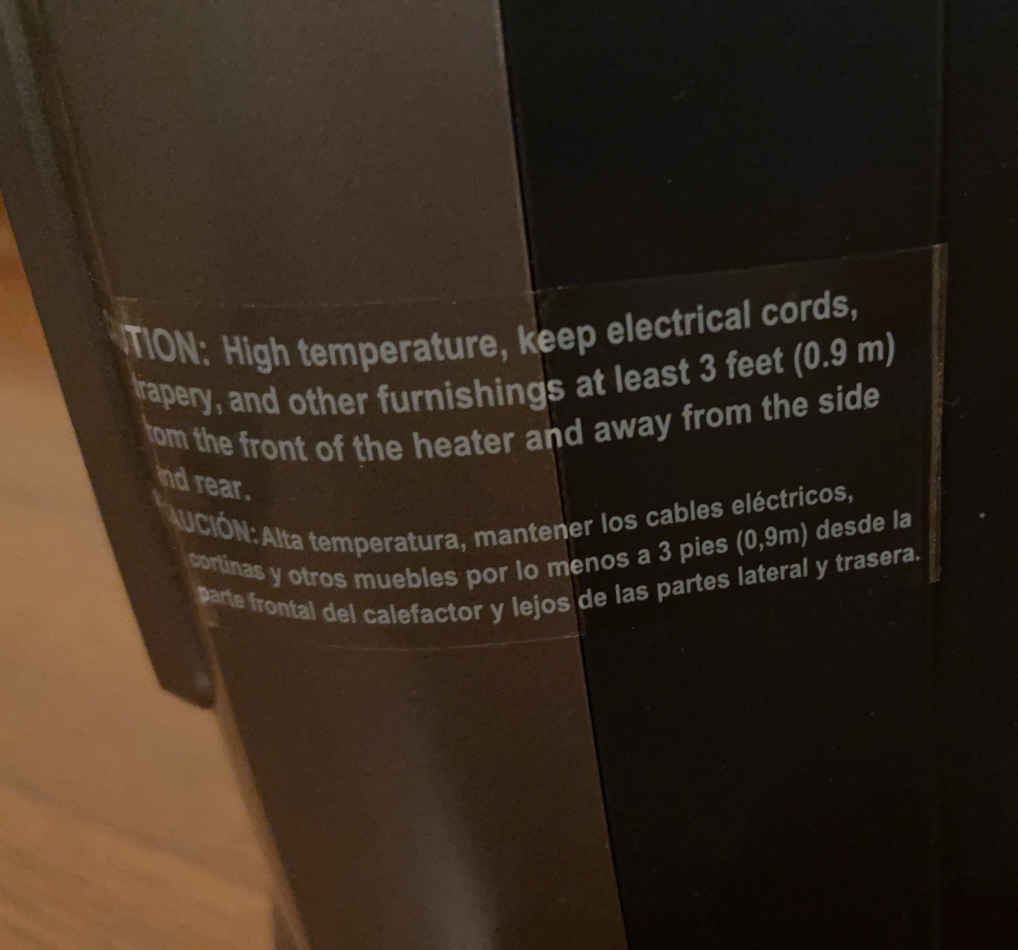 TION: High temperature, keep electrical cords,
rapery, and other furnishings at least 3 feet (0.9 m)
om the front of the heater and away from the side
nd rear.
AUCIÓN: Alta temperatura, mantener los cables eléctricos,
cortinas y otros muebles por lo menos a 3 pies (0,9m) desde la
parte frontal del calefactor y lejos de las partes lateral y trasera.